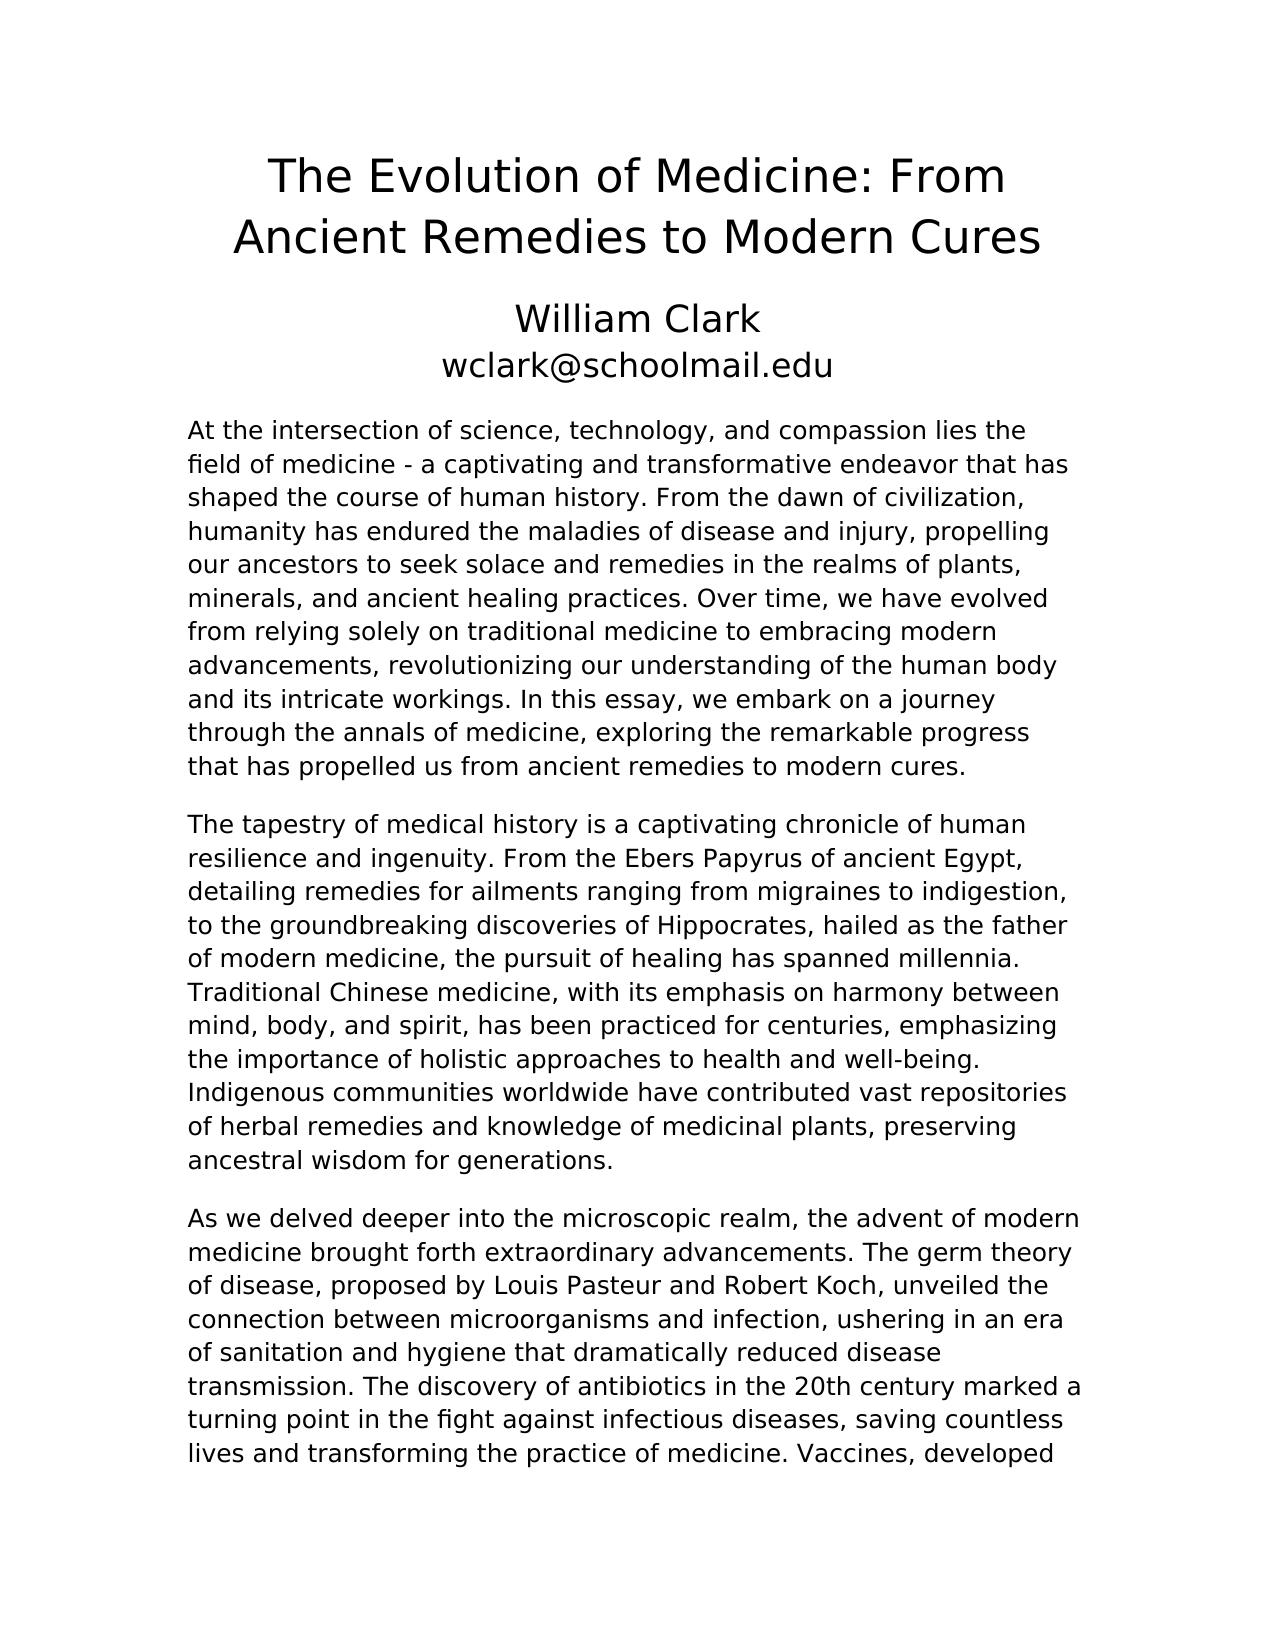 The Evolution of Medicine: From
Ancient Remedies to Modern Cures
William Clark
wclark@schoolmail.edu
At the intersection of science, technology, and compassion lies the
field of medicine - a captivating and transformative endeavor that has
shaped the course of human history. From the dawn of civilization,
humanity has endured the maladies of disease and injury, propelling
our ancestors to seek solace and remedies in the realms of plants,
minerals, and ancient healing practices. Over time, we have evolved
from relying solely on traditional medicine to embracing modern
advancements, revolutionizing our understanding of the human body
and its intricate workings. In this essay, we embark on a journey
through the annals of medicine, exploring the remarkable progress
that has propelled us from ancient remedies to modern cures.
The tapestry of medical history is a captivating chronicle of human
resilience and ingenuity. From the Ebers Papyrus of ancient Egypt,
detailing remedies for ailments ranging from migraines to indigestion,
to the groundbreaking discoveries of Hippocrates, hailed as the father
of modern medicine, the pursuit of healing has spanned millennia.
Traditional Chinese medicine, with its emphasis on harmony between
mind, body, and spirit, has been practiced for centuries, emphasizing
the importance of holistic approaches to health and well-being.
Indigenous communities worldwide have contributed vast repositories
of herbal remedies and knowledge of medicinal plants, preserving
ancestral wisdom for generations.
As we delved deeper into the microscopic realm, the advent of modern
medicine brought forth extraordinary advancements. The germ theory
of disease, proposed by Louis Pasteur and Robert Koch, unveiled the
connection between microorganisms and infection, ushering in an era
of sanitation and hygiene that dramatically reduced disease
transmission. The discovery of antibiotics in the 20th century marked a
turning point in the fight against infectious diseases, saving countless
lives and transforming the practice of medicine. Vaccines, developed